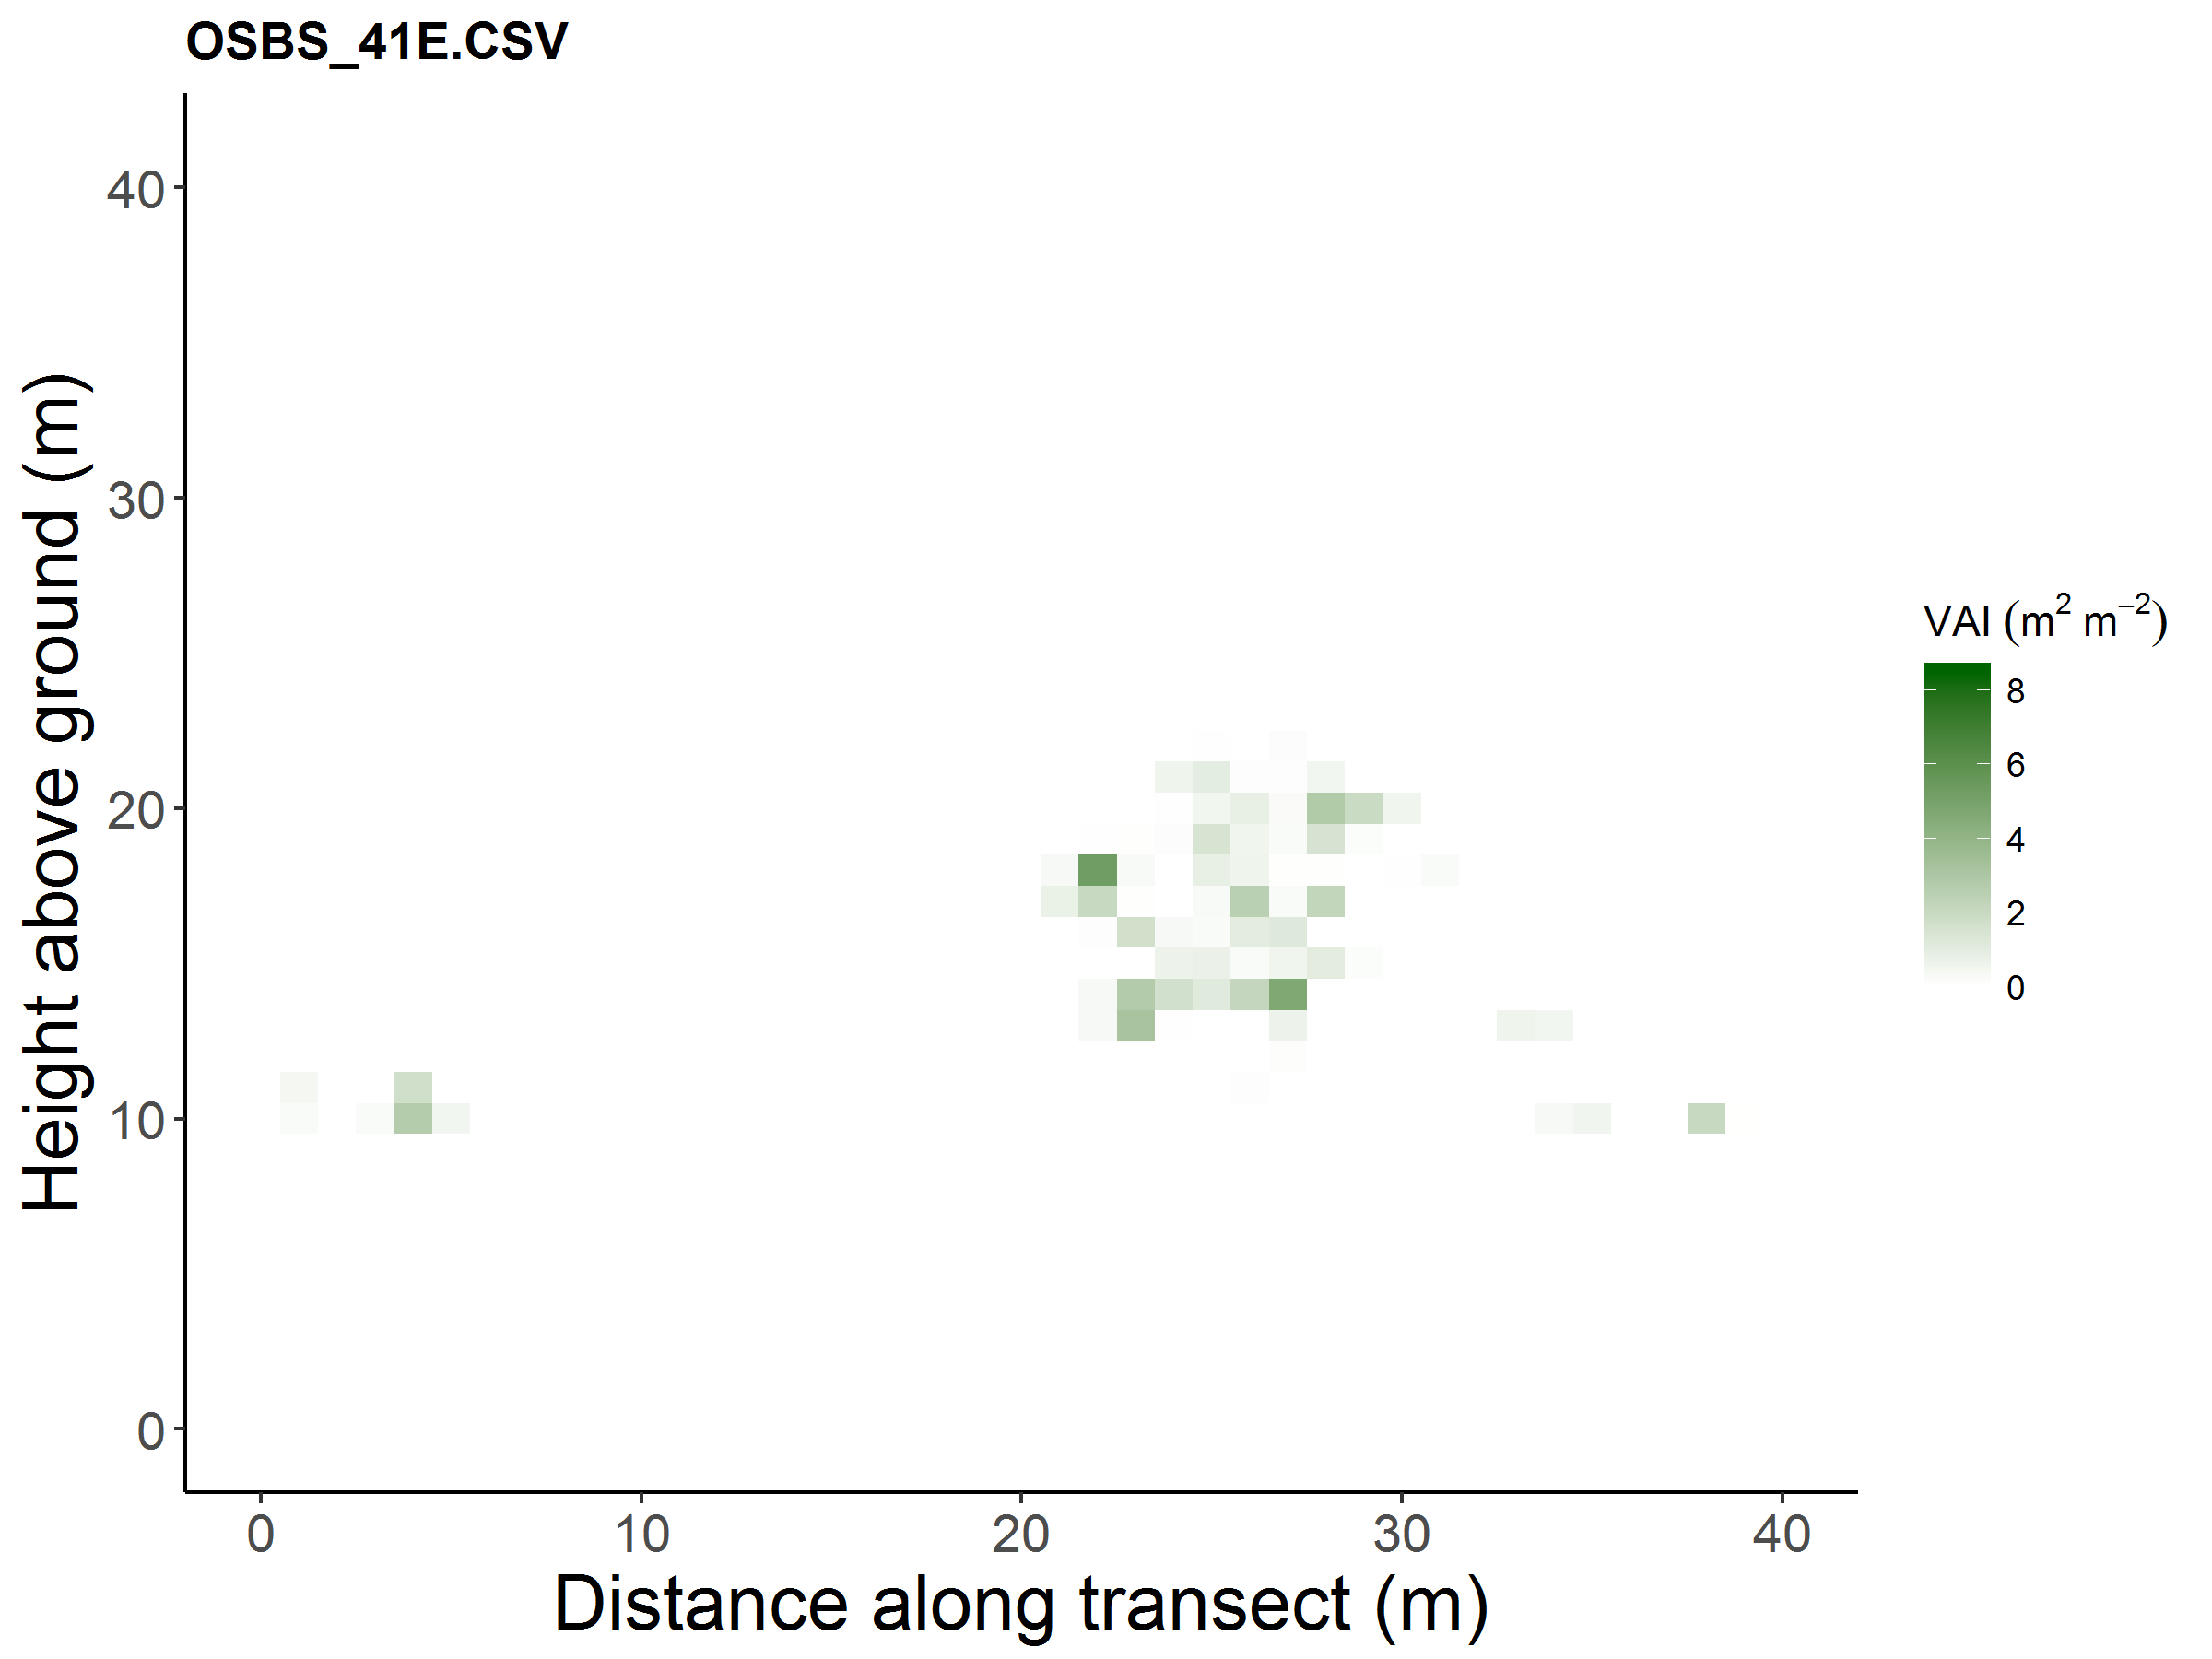 OSBS_41E.CSV
Height above ground (m)
40
30
20
10
0
0 10 20 30 40
Distance along transect (m)
VAI (m² m⁻²)
8
6
4
2
0